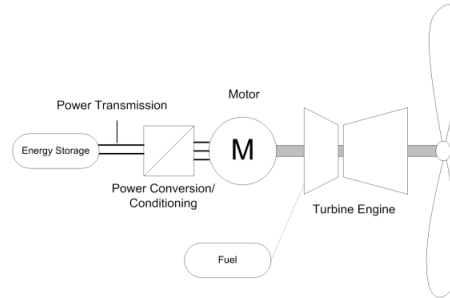 Motor
Power Transmission
Energy Storage
M
Power Conversion/
Conditioning
Turbine Engine
Fuel